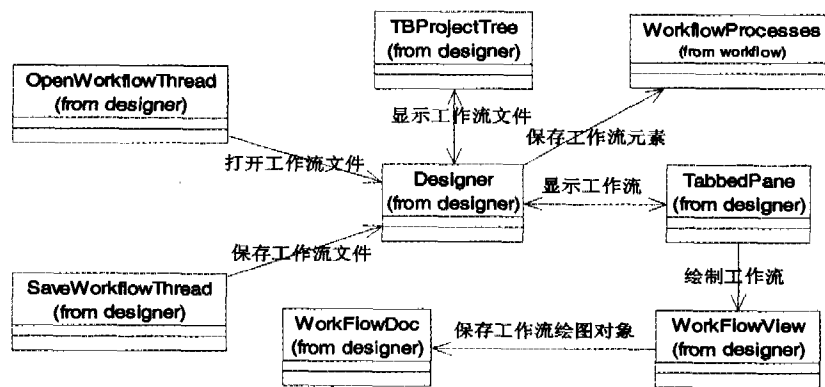 TBProjectTree
(from designer)
WorkflowProcesses
(from workflow)
OpenWorkflowThread
(from designer)
显示工作流文件
保存工作流元素
打开工作流文件
Designer
(from designer)
显示工作流
TabbedPane
(from designer)
保存工作流文件
SaveWorkflowThread
(from designer)
绘制工作流
WorkFlowDoc
(from designer)
保存工作流绘图对象
WorkFlowView
(from designer)